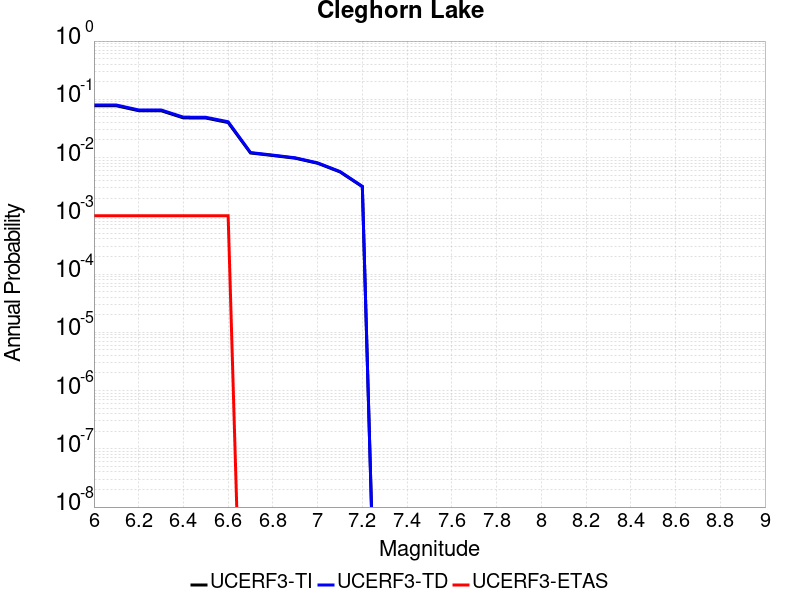 Cleghorn Lake
10^0
10^-1
10^-2
10^-3
10^-4
10^-5
10^-6
10^-7
10^-8
Annual Probability
6 6.2 6.4 6.6 6.8 7 7.2 7.4 7.6 7.8 8 8.2 8.4 8.6 8.8 9
Magnitude
UCERF3-TI UCERF3-TD UCERF3-ETAS